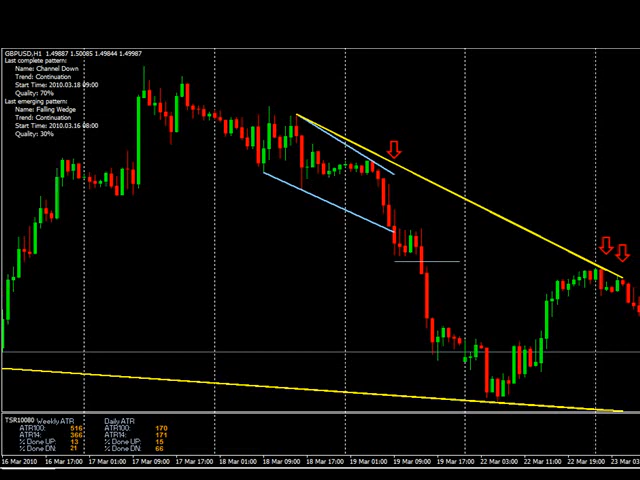 GBPUSD,H1 1.49887 1.50085 1.49844 1.49987
Last complete pattern:
Name: Channel Down
Trend: Continuation
Start Time: 2010.03.18 09:00
Quality: 70%
Last emerging pattern:
Name: Falling Wedge
Trend: Continuation
Start Time: 2010.03.16 08:00
Quality: 30%
TSR10080 Weekly ATR Daily ATR
ATR100: 516 ATR100: 170
ATR14: 366 ATR14: 171
% Done UP: 13 % Done UP: 15
% Done DN: 21 % Done DN: 66
16 Mar 2010 16 Mar 17:00 17 Mar 01:00 17 Mar 09:00 17 Mar 17:00 18 Mar 01:00 18 Mar 09:00 18 Mar 17:00 19 Mar 01:00 19 Mar 09:00 19 Mar 17:00 22 Mar 03:00 22 Mar 11:00 22 Mar 19:00 23 Mar 03: